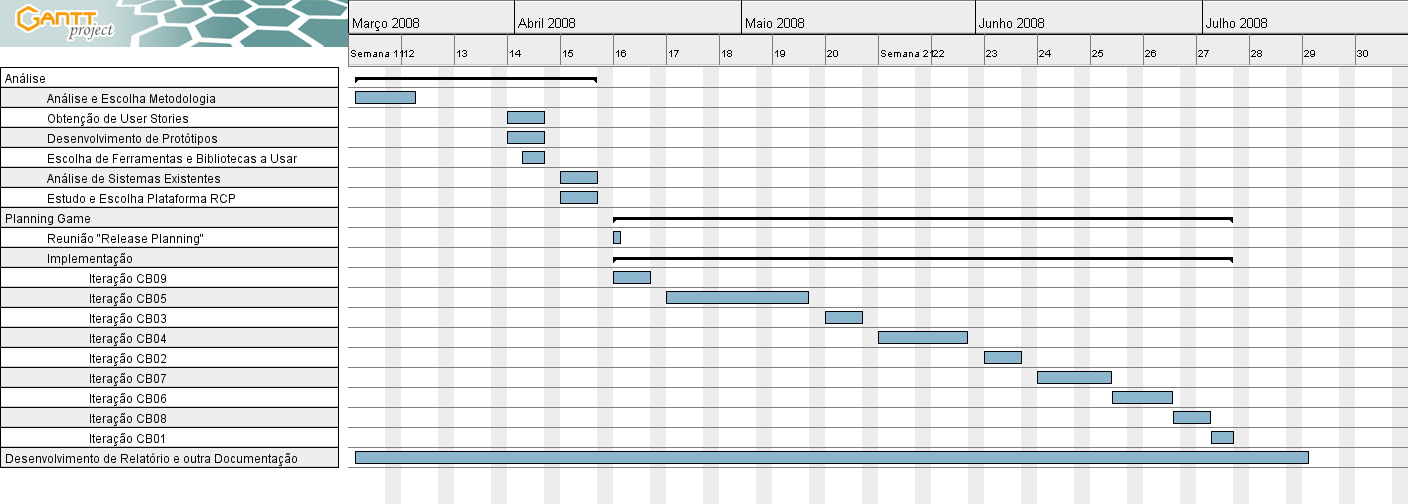 GANTT
project
Março 2008 Abril 2008 Maio 2008 Junho 2008 Julho 2008
Semana 11 12 13 14 15 16 17 18 19 20 Semana 21 22 23 24 25 26 27 28 29 30
Análise
Análise e Escolha Metodologia
Obtenção de User Stories
Desenvolvimento de Protótipos
Escolha de Ferramentas e Bibliotecas a Usar
Análise de Sistemas Existentes
Estudo e Escolha Plataforma RCP
Planning Game
Reunião "Release Planning"
Implementação
Iteração CB09
Iteração CB05
Iteração CB03
Iteração CB04
Iteração CB02
Iteração CB07
Iteração CB06
Iteração CB08
Iteração CB01
Desenvolvimento de Relatório e outra Documentação